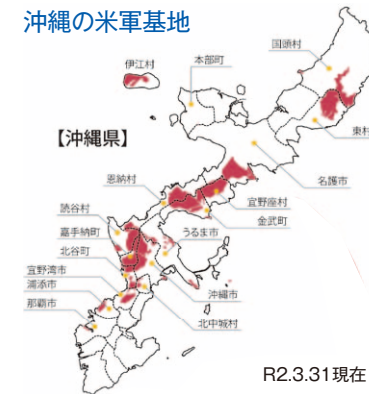 沖縄の米軍基地
国頭村
本部町
伊江村
東村
【沖縄県】
名護市
恩納村
宜野座村
読谷村
金武町
嘉手納町
うるま市
北谷町
宜野湾市
沖縄市
浦添市
那覇市
北中城村
R2.3.31現在